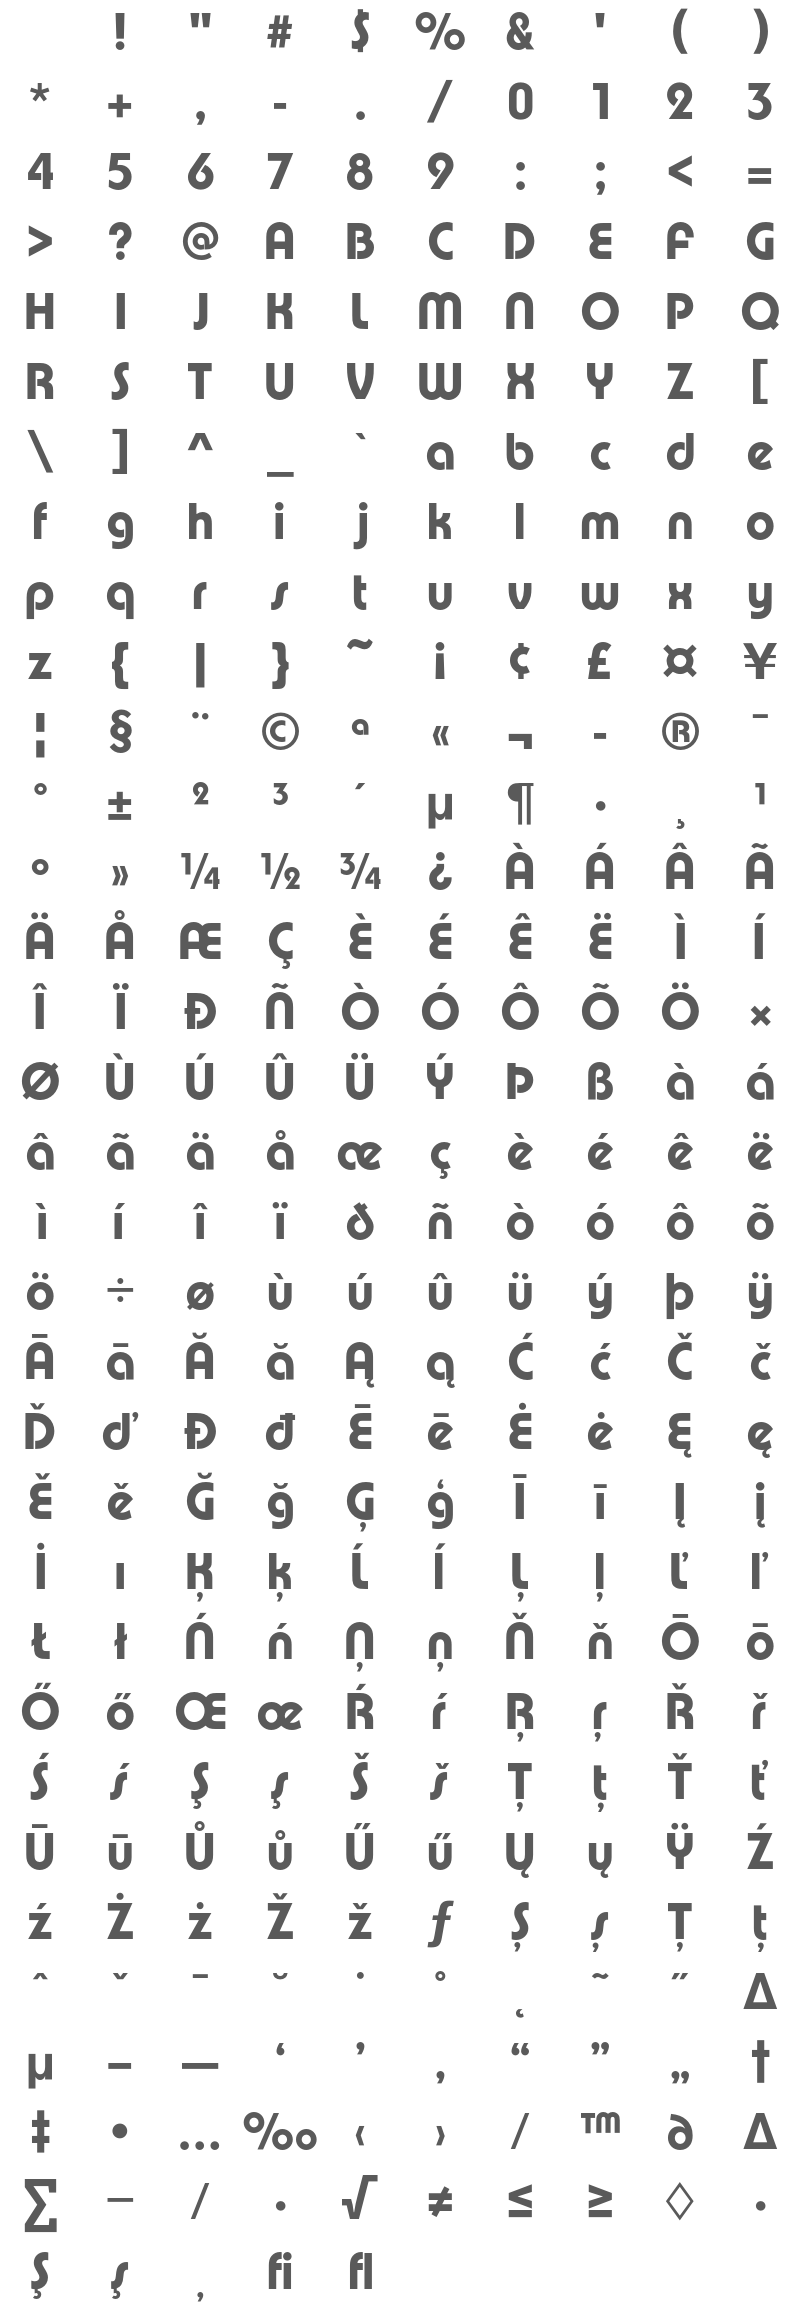 ! " # $ % & ' ( )
* + , - . / 0 1 2 3
4 5 6 7 8 9 : ; < =
> ? @ A B C D E F G
H I J K L M N O P Q
R S T U V W X Y Z [
\ ] ^ _ ` a b c d e
f g h i j k l m n o
p q r s t u v w x y
z { | } ~ ¡ ¢ £ ¤ ¥
¦ § ¨ © ª « ¬ - ® ¯
° ± ² ³ ´ µ ¶ · ¸ ¹
º » ¼ ½ ¾ ¿ À Á Â Ã
Ä Å Æ Ç È É Ê Ë Ì Í
Î Ï Ð Ñ Ò Ó Ô Õ Ö ×
Ø Ù Ú Û Ü Ý Þ ß à á
â ã ä å æ ç è é ê ë
ì í î ï ð ñ ò ó ô õ
ö ÷ ø ù ú û ü ý þ ÿ
Ā ā Ă ă Ą ą Ć ć Č č
Ď ď Đ đ Ē ē Ė ė Ę ę
Ě ě Ğ ğ Ģ ģ Ī ī Į į
İ ı Ķ ķ Ĺ ĺ Ļ ļ Ľ ľ
Ł ł Ń ń Ņ ņ Ň ň Ō ō
Ő ő Œ œ Ŕ ŕ Ŗ ŗ Ř ř
Ś ś Ş ş Š š Ţ ţ Ť ť
Ū ū Ů ů Ű ű Ų ų Ÿ Ź
ź Ż ż Ž ž ƒ Ș ș Ț ț
ˆ ˇ ˉ ˘ ˙ ˚ ˛ ˜ ˝ ∆
μ – — ‘ ’ ‚ “ ” „ †
‡ • … ‰ ‹ › ⁄ ™ ∂ ∆
∑ − ∕ ∙ √ ≠ ≤ ≥ ◊ ·
Ş ş , ﬁ ﬂ